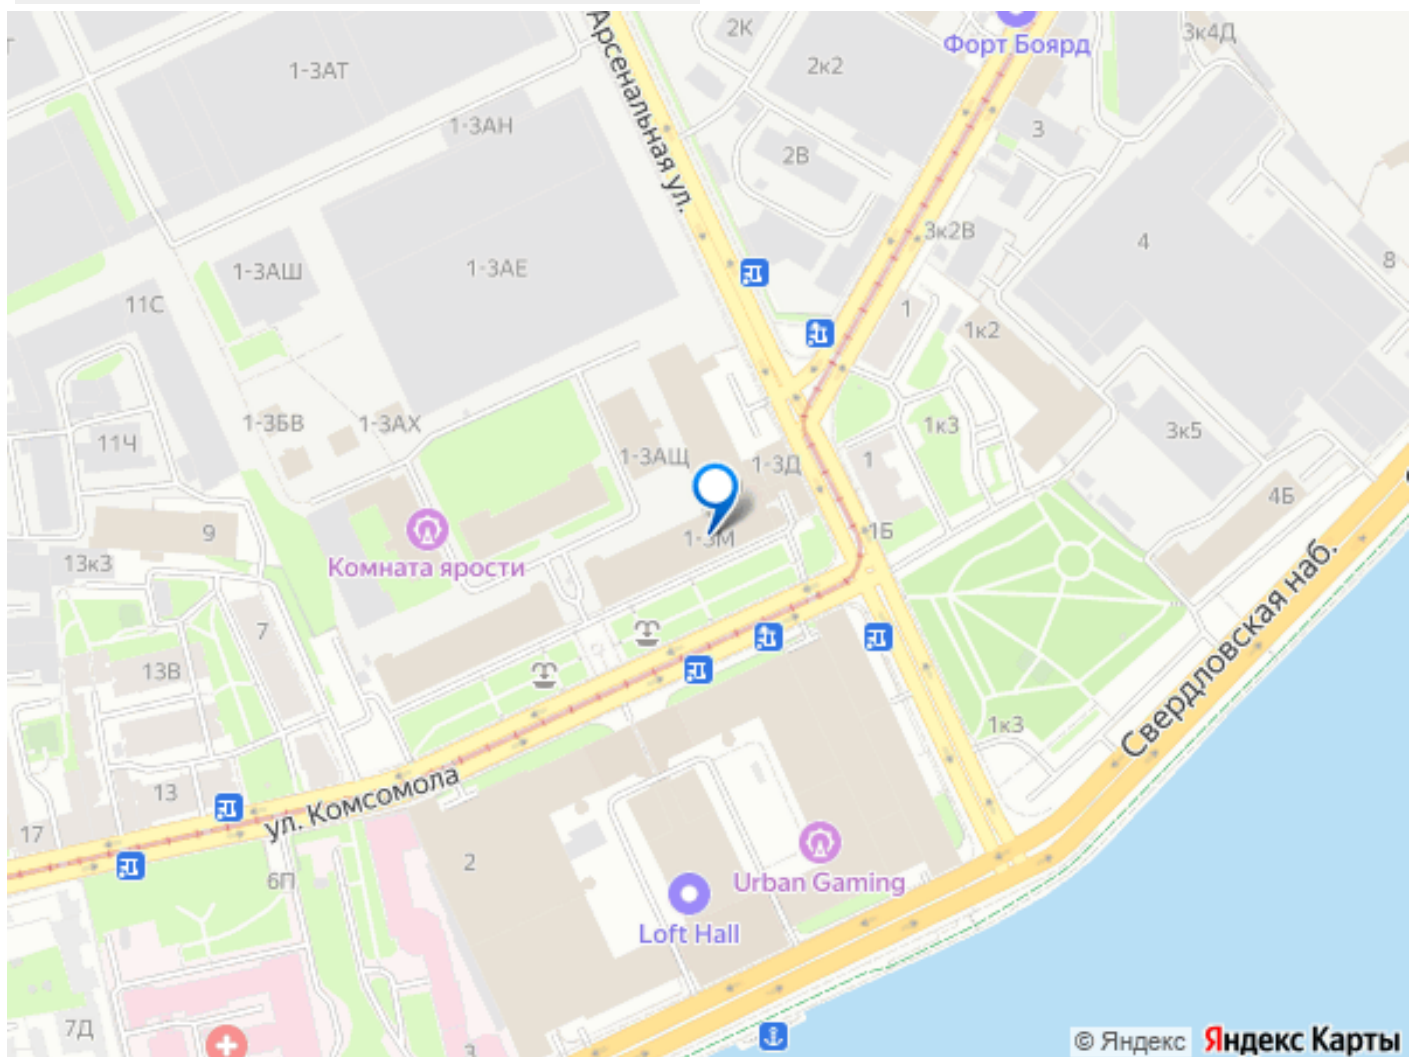 2К
3к4Д
Форт Боярд
1-3АТ
2к2
Арсенальная ул.
1-3АН
3
2В
3к2В
4
1-3АШ
1-3АЕ
8
11С
1
1к2
1-3БВ
1-3АХ
1к3
3к5
11Ч
1-3АЩ
1-3Д
1
4Б
9
1-3М
1Б
13к3
Комната ярости
Свердловская наб.
7
13В
1к3
13
ул. Комсомола
17
2
6П
Urban Gaming
Loft Hall
7Д
3
© Яндекс Яндекс Карты